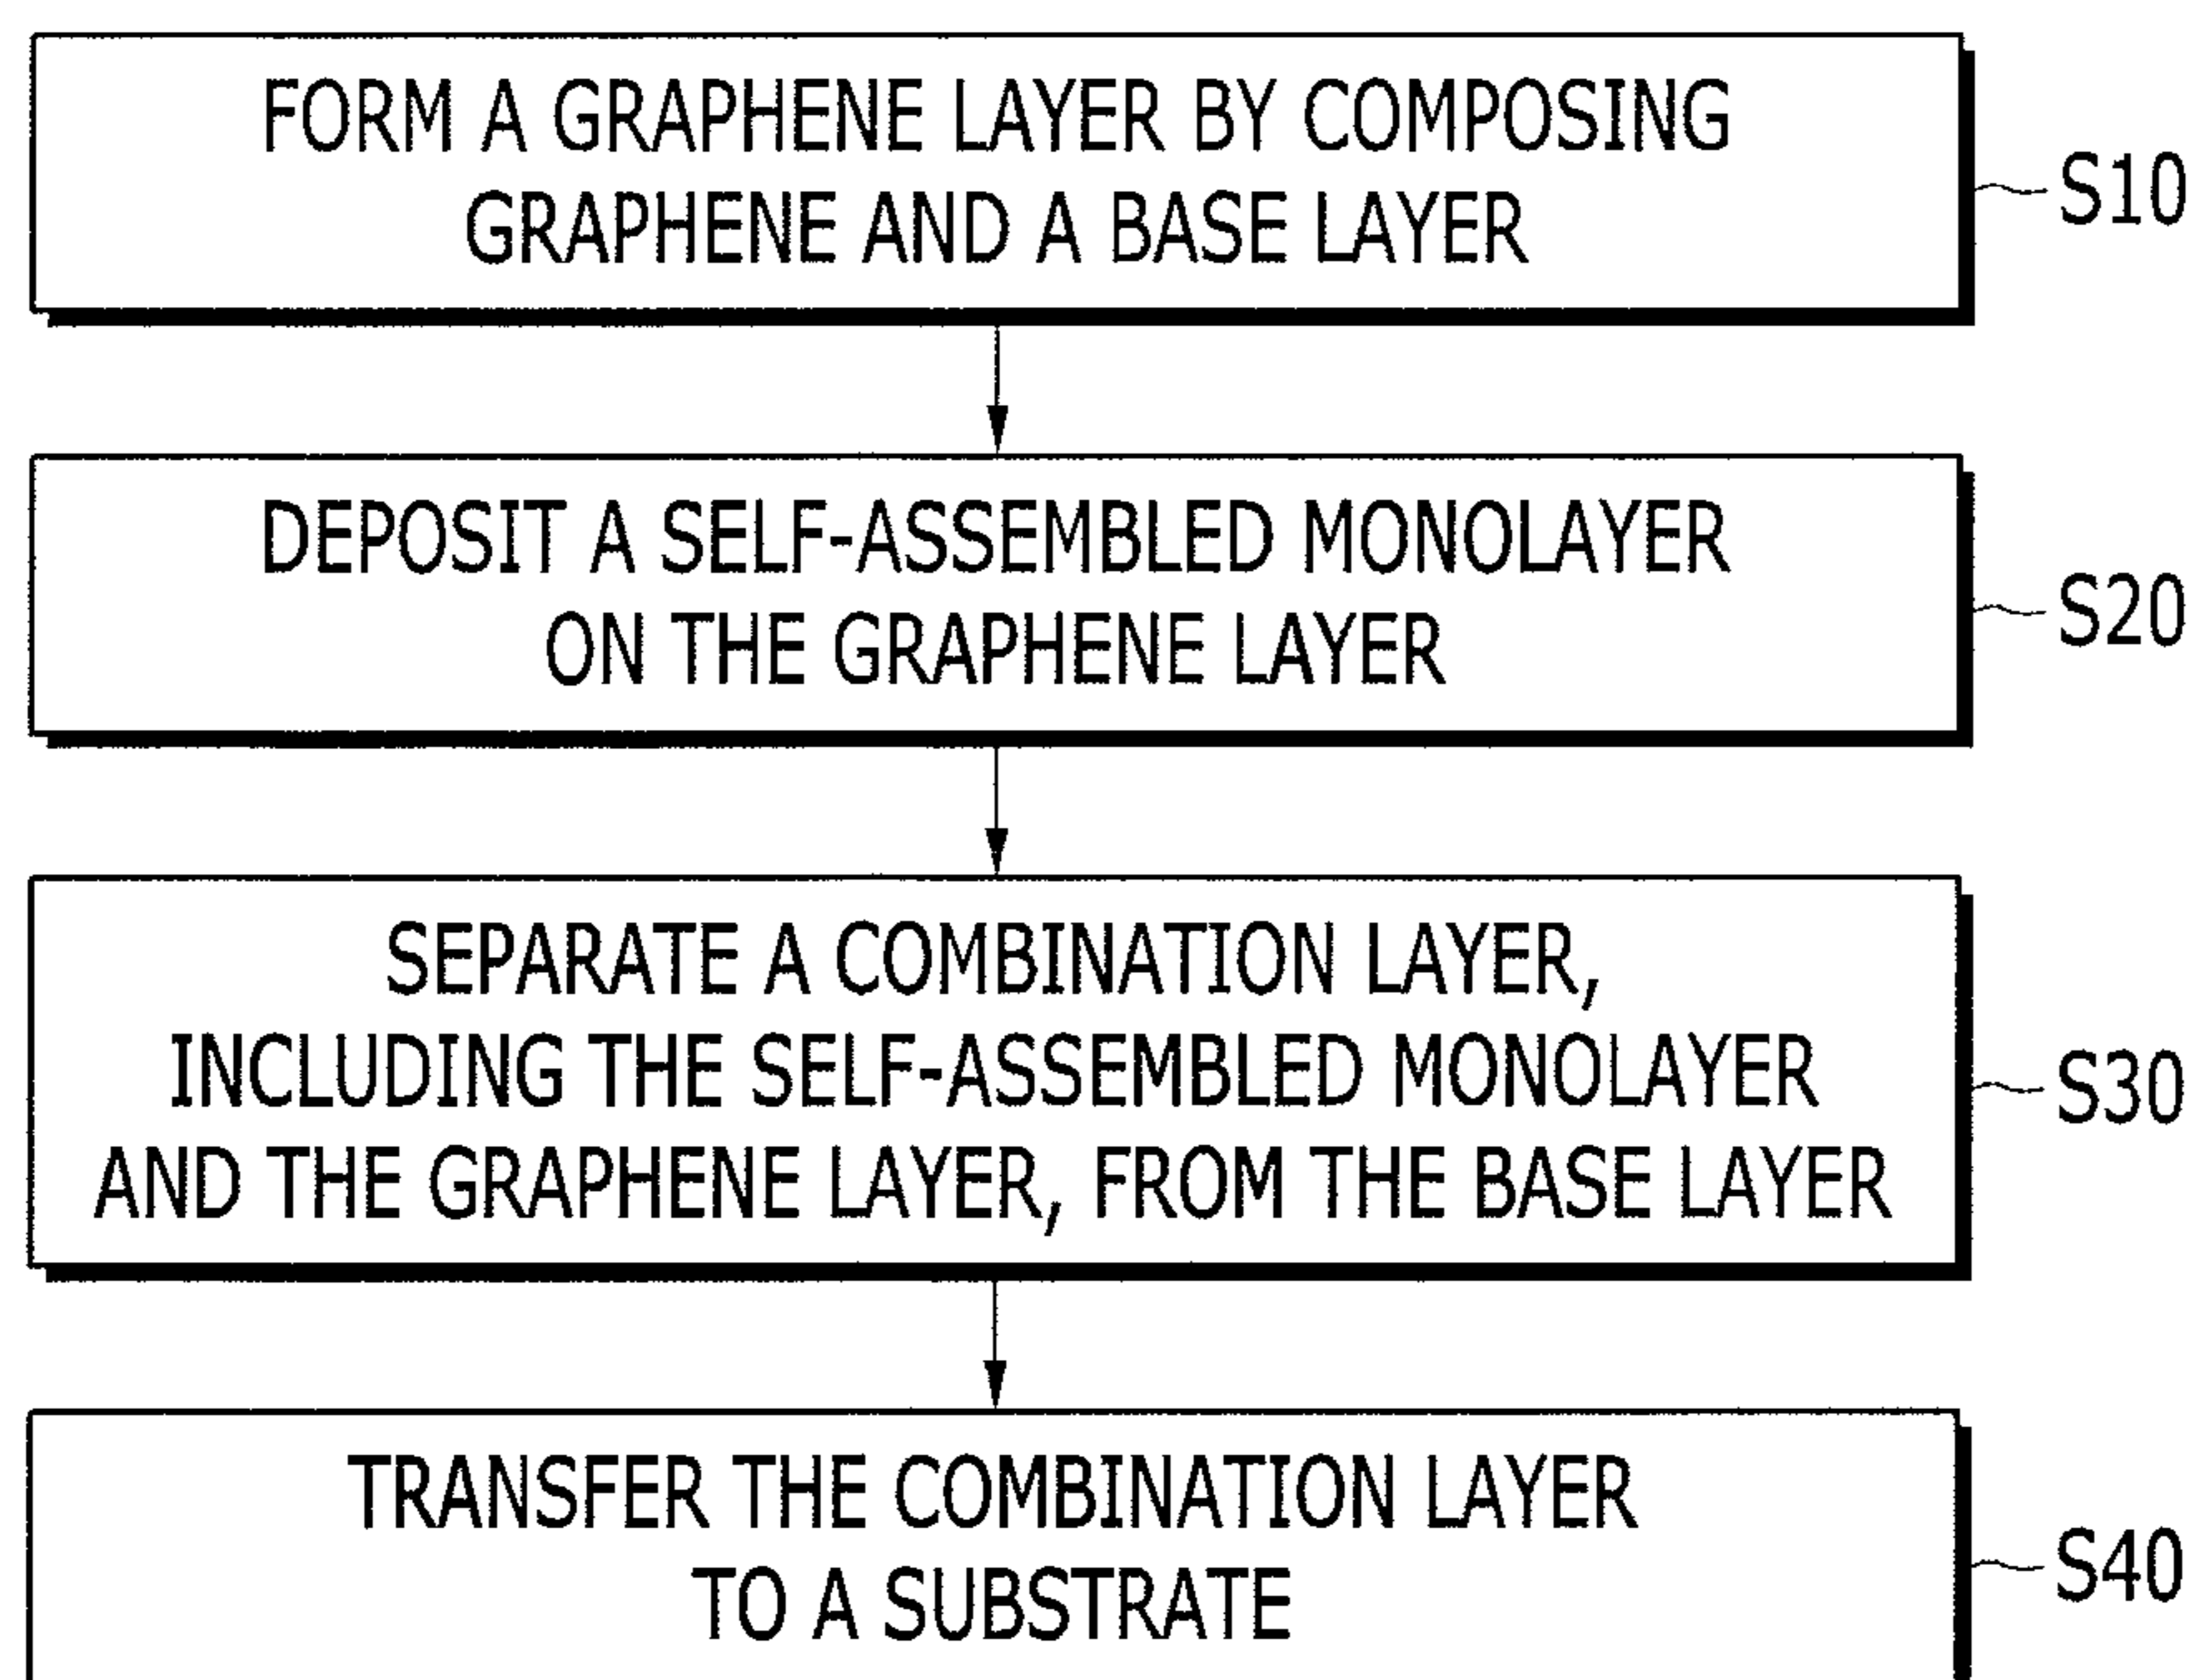 FORM A GRAPHENE LAYER BY COMPOSING
GRAPHENE AND A BASE LAYER
S10
DEPOSIT A SELF-ASSEMBLED MONOLAYER
ON THE GRAPHENE LAYER
S20
SEPARATE A COMBINATION LAYER,
INCLUDING THE SELF-ASSEMBLED MONOLAYER
AND THE GRAPHENE LAYER, FROM THE BASE LAYER
S30
TRANSFER THE COMBINATION LAYER
TO A SUBSTRATE
S40